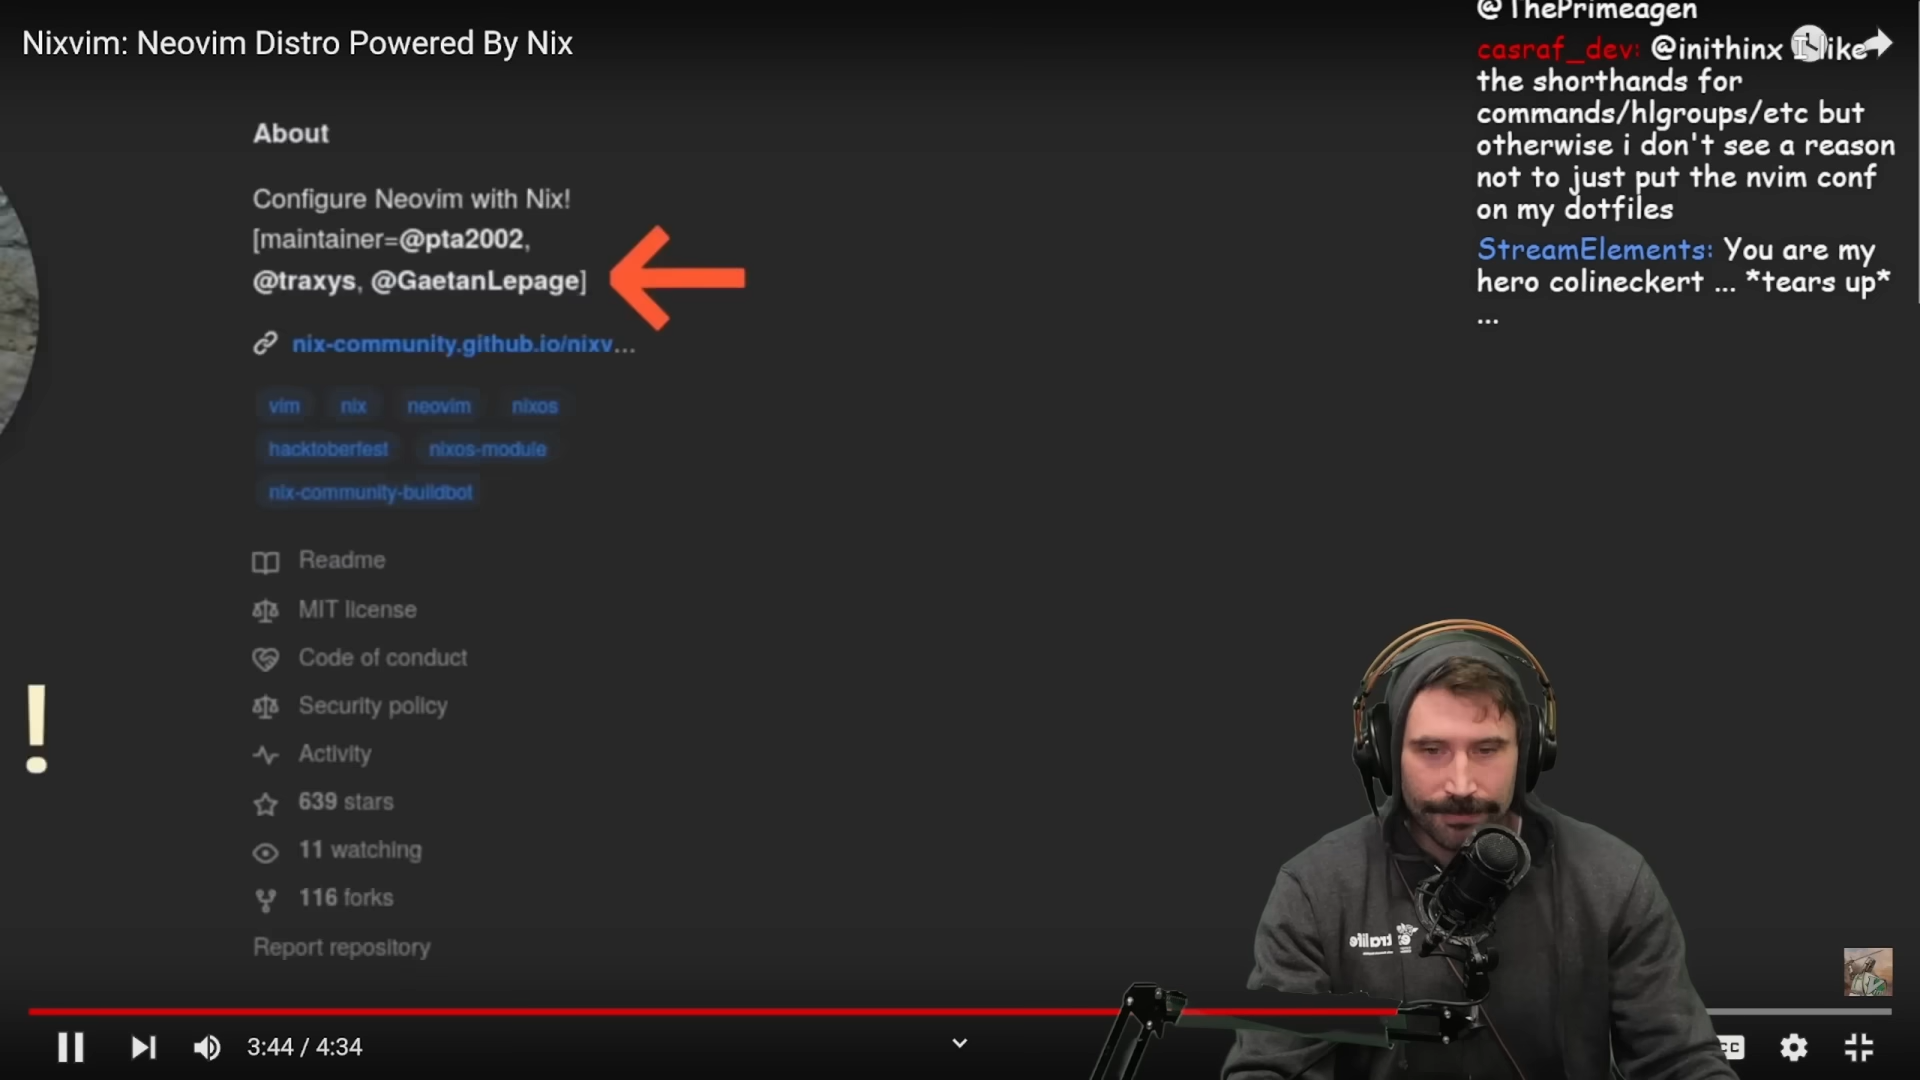 Nixvim: Neovim Distro Powered By Nix
@ThePrimeagen
casraf_dev: @inithinx I like
the shorthands for
commands/hlgroups/etc but
otherwise i don't see a reason
not to just put the nvim conf
on my dotfiles
StreamElements: You are my
hero colineckert ... *tears up*
...
About
Configure Neovim with Nix!
[maintainer=@pta2002,
@traxys, @GaetanLepage]
nix-community.github.io/nixv...
vim nix neovim nixos
hacktoberfest nixos-module
nix-community-buildbot
Readme
MIT license
Code of conduct
Security policy
Activity
639 stars
11 watching
116 forks
Report repository
!
3:44 / 4:34
CC